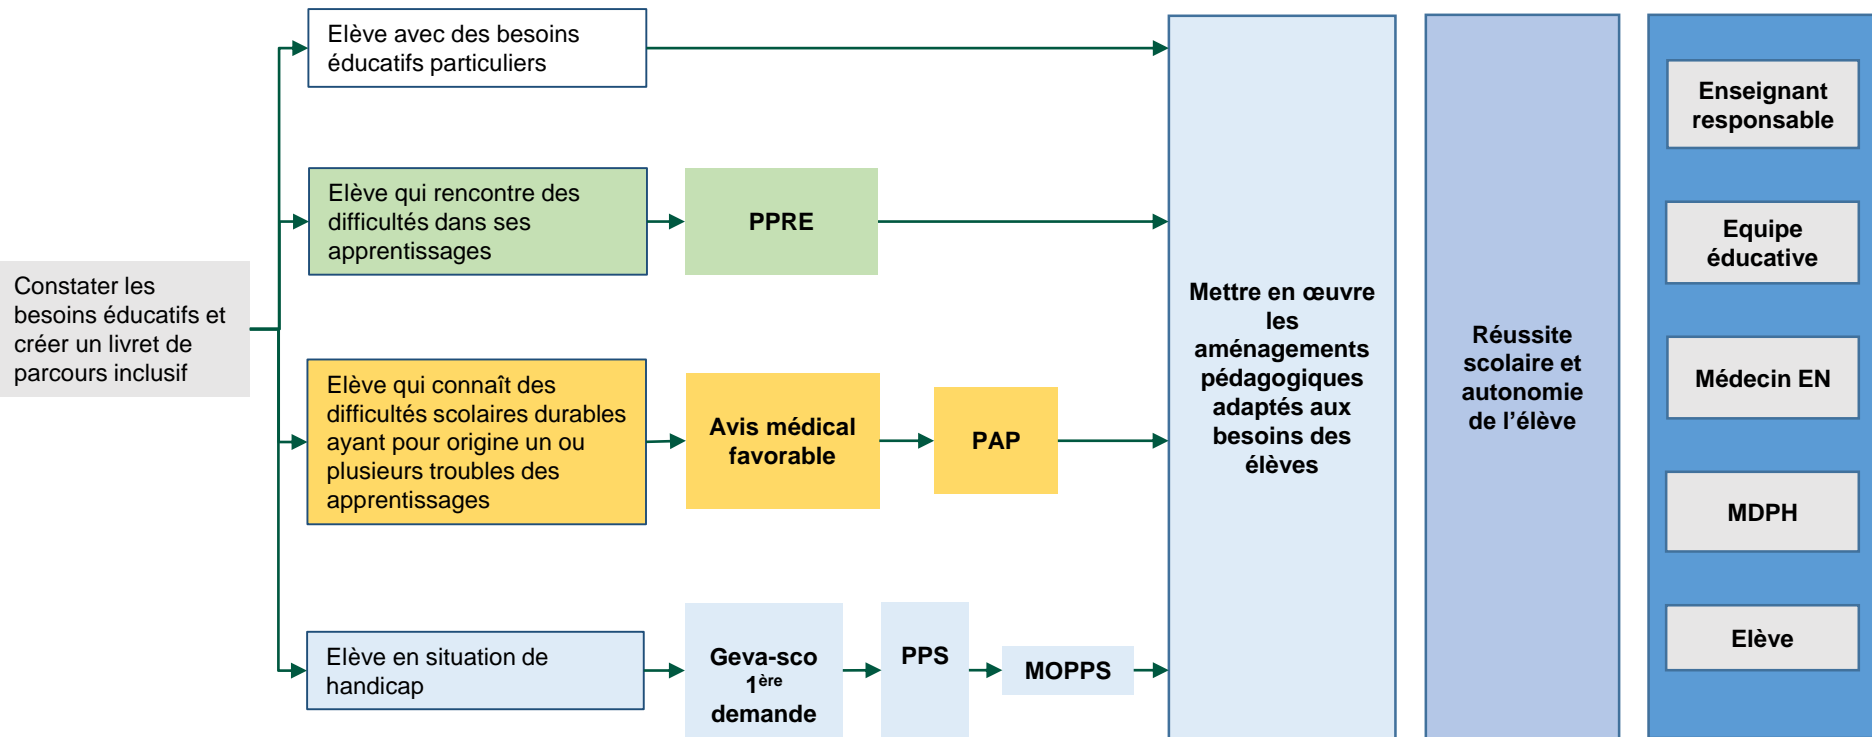 Constater les
besoins éducatifs et
créer un livret de
parcours inclusif
Elève avec des besoins
éducatifs particuliers
Elève qui rencontre des
difficultés dans ses
apprentissages
PPRE
Elève qui connaît des
difficultés scolaires durables
ayant pour origine un ou
plusieurs troubles des
apprentissages
Avis médical
favorable
PAP
Elève en situation de
handicap
Geva-sco
1ère
demande
PPS
MOPPS
Mettre en œuvre
les
aménagements
pédagogiques
adaptés aux
besoins des
élèves
Réussite
scolaire et
autonomie
de l’élève
Enseignant
responsable
Equipe
éducative
Médecin EN
MDPH
Elève